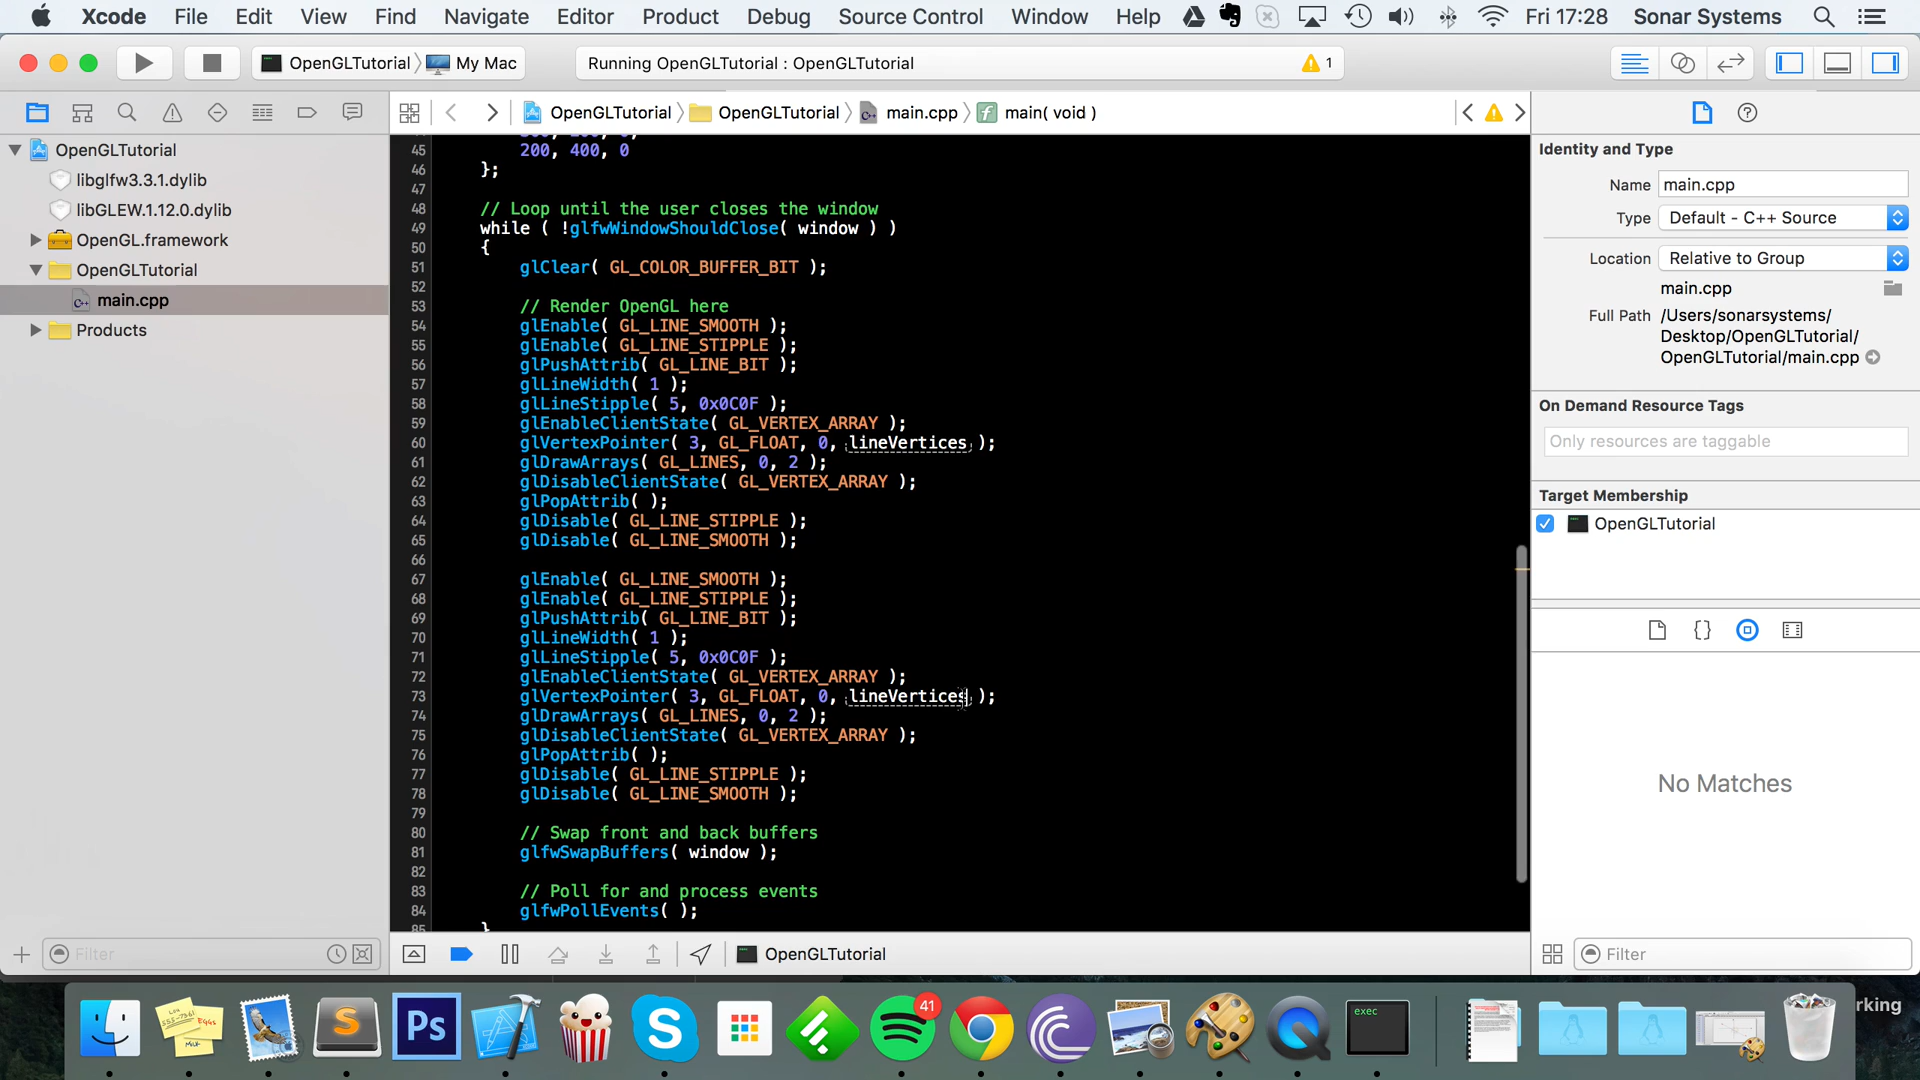 Xcode File Edit View Find Navigate Editor Product Debug Source Control Window Help Fri 17:28 Sonar Systems
OpenGLTutorial My Mac Running OpenGLTutorial : OpenGLTutorial 1
OpenGLTutorial OpenGLTutorial main.cpp main( void )
OpenGLTutorial
libglfw3.3.1.dylib
libGLEW.1.12.0.dylib
OpenGL.framework
OpenGLTutorial
main.cpp
Products
Filter
45 200, 400, 0
46 };
47
48 // Loop until the user closes the window
49 while ( !glfwWindowShouldClose( window ) )
50 {
51 glClear( GL_COLOR_BUFFER_BIT );
52
53 // Render OpenGL here
54 glEnable( GL_LINE_SMOOTH );
55 glEnable( GL_LINE_STIPPLE );
56 glPushAttrib( GL_LINE_BIT );
57 glLineWidth( 1 );
58 glLineStipple( 5, 0x0C0F );
59 glEnableClientState( GL_VERTEX_ARRAY );
60 glVertexPointer( 3, GL_FLOAT, 0, lineVertices );
61 glDrawArrays( GL_LINES, 0, 2 );
62 glDisableClientState( GL_VERTEX_ARRAY );
63 glPopAttrib( );
64 glDisable( GL_LINE_STIPPLE );
65 glDisable( GL_LINE_SMOOTH );
66
67 glEnable( GL_LINE_SMOOTH );
68 glEnable( GL_LINE_STIPPLE );
69 glPushAttrib( GL_LINE_BIT );
70 glLineWidth( 1 );
71 glLineStipple( 5, 0x0C0F );
72 glEnableClientState( GL_VERTEX_ARRAY );
73 glVertexPointer( 3, GL_FLOAT, 0, lineVertices );
74 glDrawArrays( GL_LINES, 0, 2 );
75 glDisableClientState( GL_VERTEX_ARRAY );
76 glPopAttrib( );
77 glDisable( GL_LINE_STIPPLE );
78 glDisable( GL_LINE_SMOOTH );
79
80 // Swap front and back buffers
81 glfwSwapBuffers( window );
82
83 // Poll for and process events
84 glfwPollEvents( );
85 }
OpenGLTutorial
Identity and Type
Name main.cpp
Type Default - C++ Source
Location Relative to Group
main.cpp
Full Path /Users/sonarsystems/
Desktop/OpenGLTutorial/
OpenGLTutorial/main.cpp
On Demand Resource Tags
Only resources are taggable
Target Membership
OpenGLTutorial
No Matches
Filter
Ps
41
exec
rking